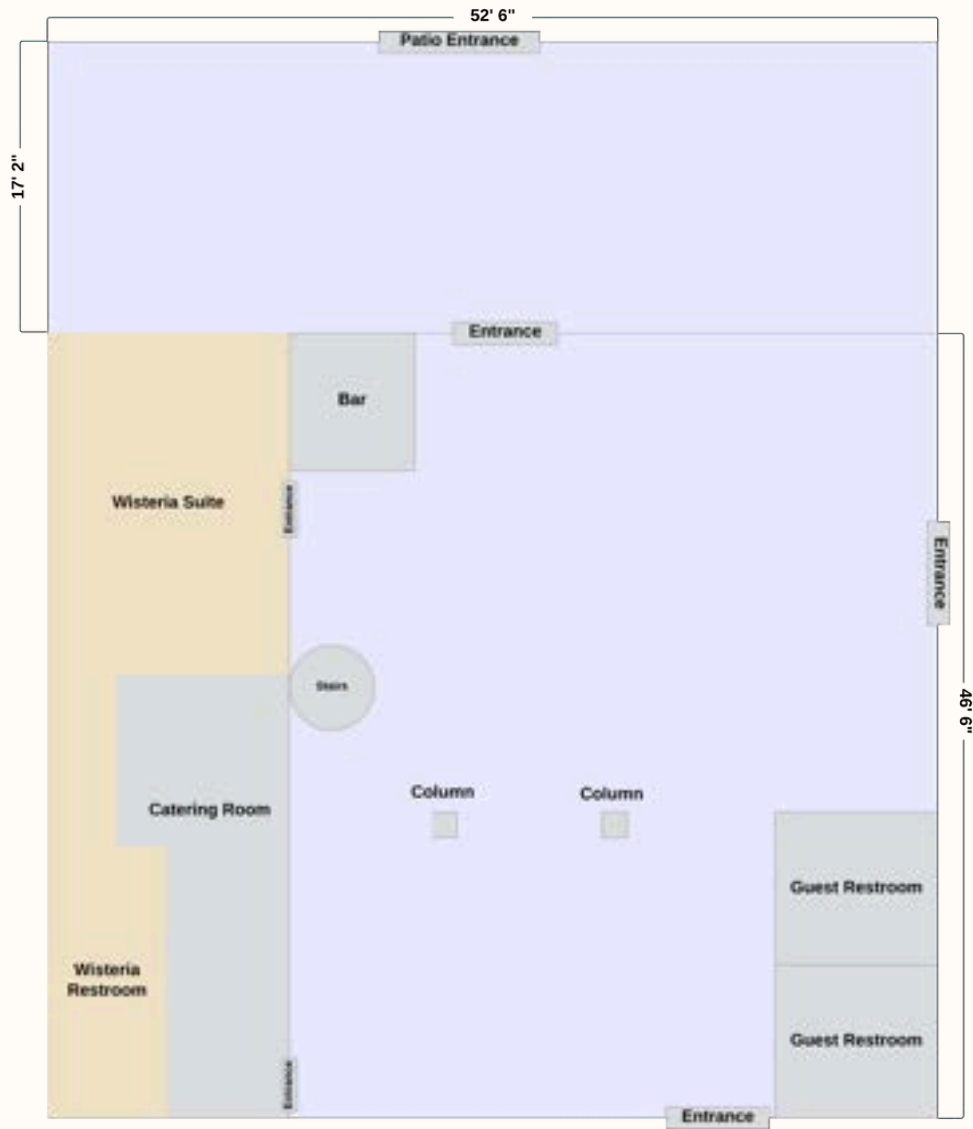 52' 6"
Patio Entrance
17' 2"
Entrance
Bar
Wisteria Suite
Entrance
Entrance
Stairs
46' 6"
Column
Column
Catering Room
Guest Restroom
Wisteria
Restroom
Guest Restroom
Entrance
Entrance